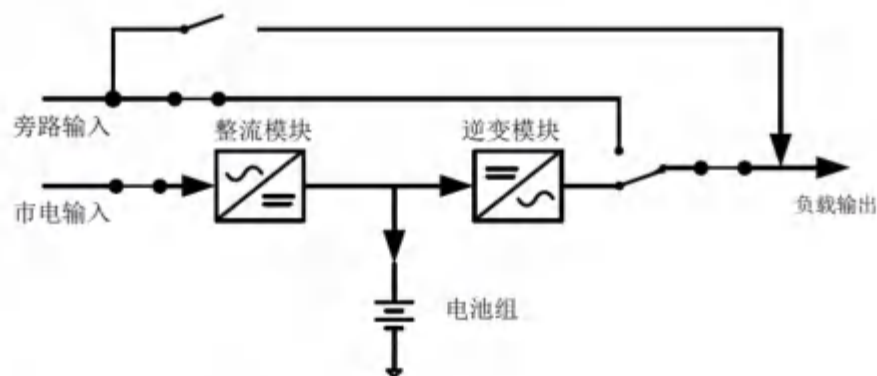 旁路输入
整流模块
逆变模块
市电输入
负载输出
电池组